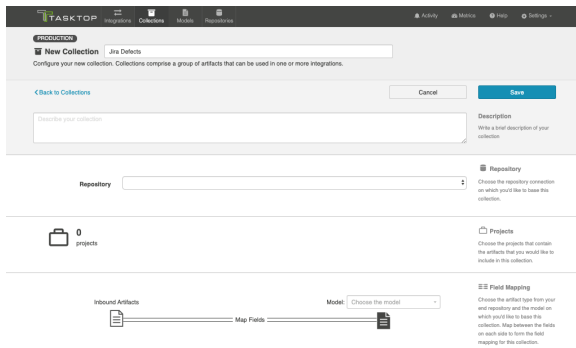 TASKTOP
Integrations
Collections
Models
Repositories
Activity
Metrics
Help
Settings
PRODUCTION
New Collection
Jira Defects
Configure your new collection. Collections comprise a group of artifacts that can be used in one or more integrations.
Back to Collections
Cancel
Save
Describe your collection
Description
Write a brief description of your
collection.
Repository
Repository
Choose the repository connection
on which you'd like to base this
collection.
0
projects
Projects
Choose the projects that contain
the artifacts that you would like to
include in this collection.
Inbound Artifacts
Model:
Choose the model
Map Fields
Field Mapping
Choose the artifact type from your
end repository and the model on
which you'd like to base this
collection. Map between the fields
on each side to form the field
mapping for this collection.